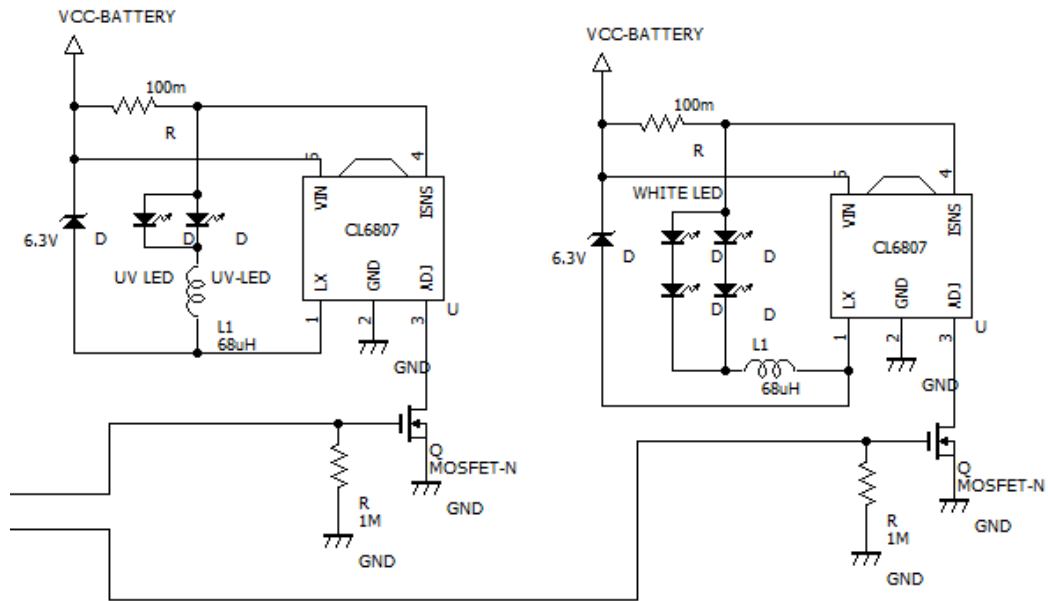 VCC-BATTERY
100m
R
5
4
VIN
ISNS
CL6807
6.3V
D
D
D
UV LED
UV-LED
LX
GND
ADJ
U
1
2
3
L1
68uH
GND
Q
MOSFET-N
GND
R
1M
GND
VCC-BATTERY
100m
R
5
4
WHITE LED
VIN
ISNS
CL6807
6.3V
D
D
D
D
D
LX
GND
ADJ
U
1
2
3
L1
68uH
GND
Q
MOSFET-N
GND
R
1M
GND